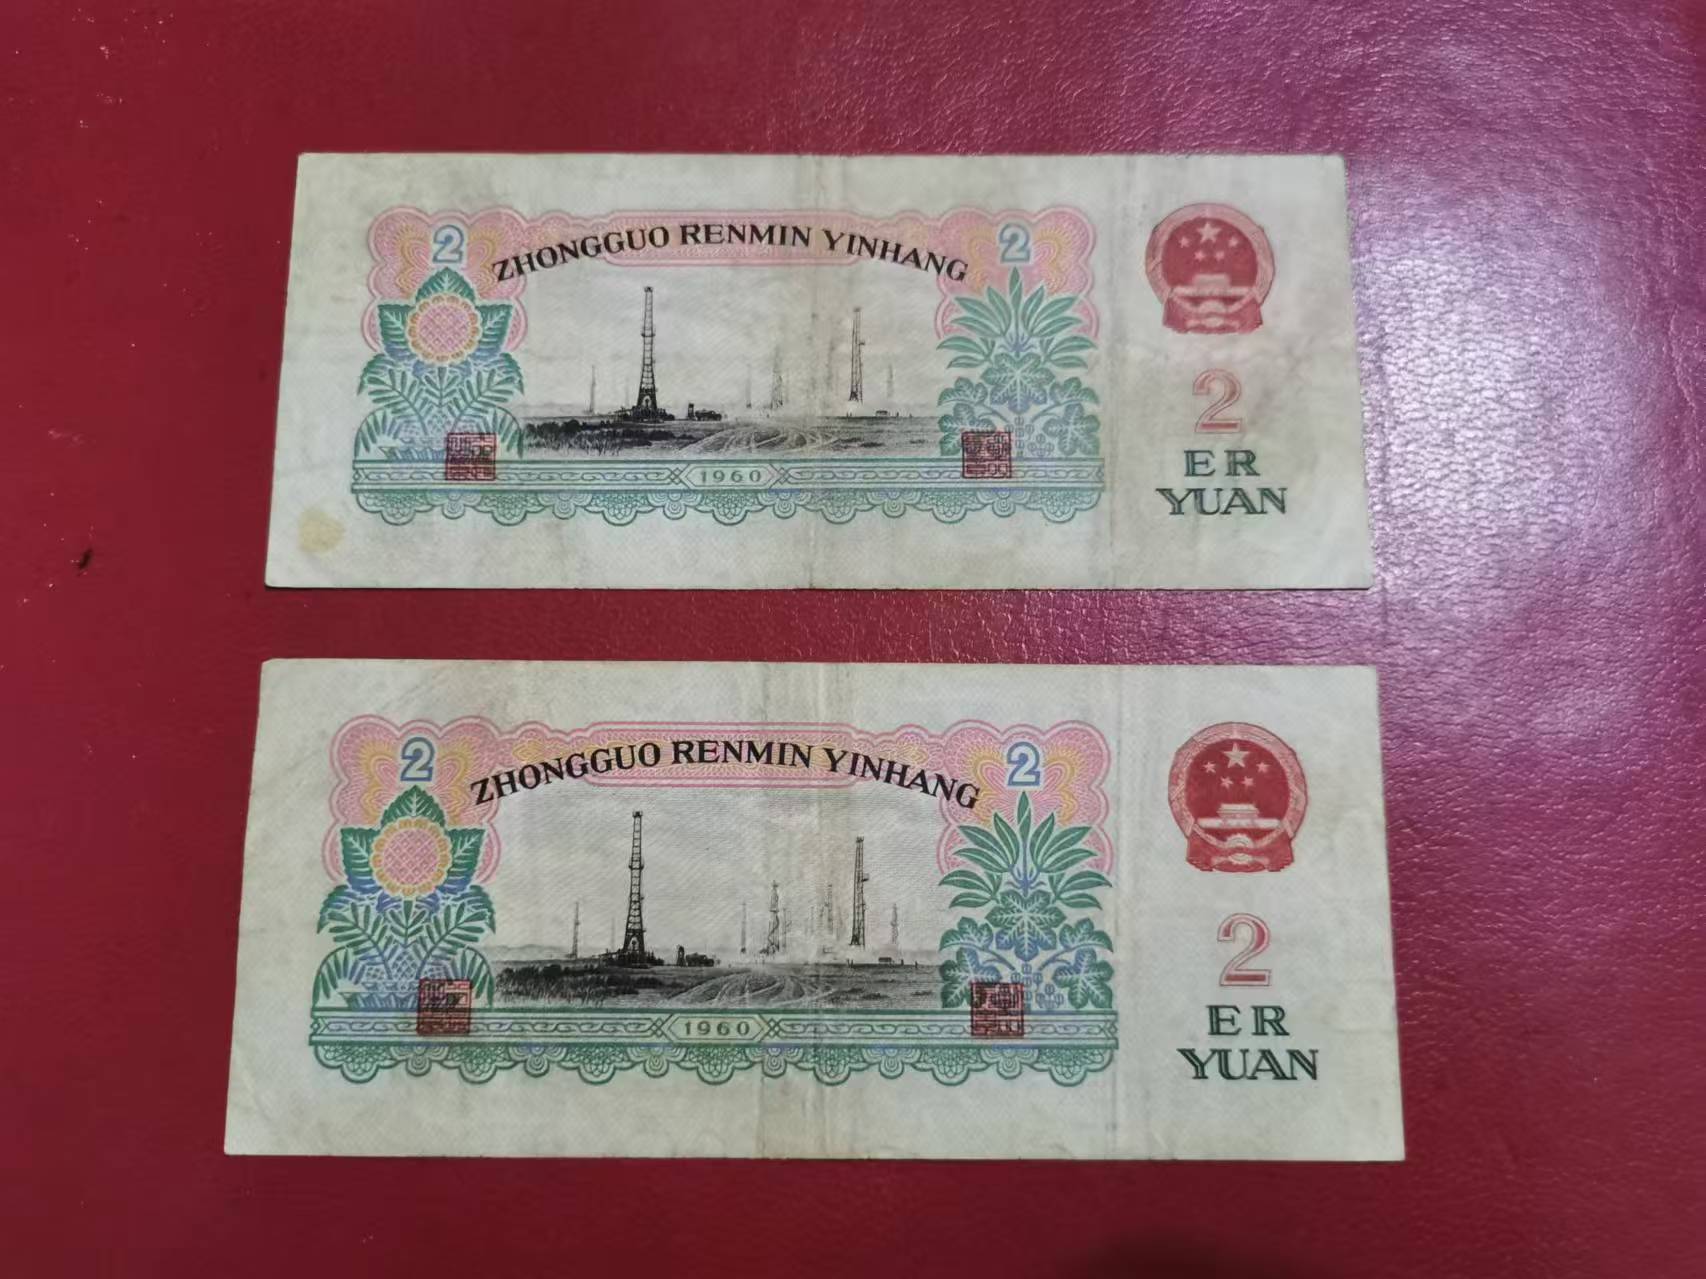 2 ZHONGGUO RENMIN YINHANG 2
2
ER
YUAN
1960
2 ZHONGGUO RENMIN YINHANG 2
2
ER
YUAN
1960